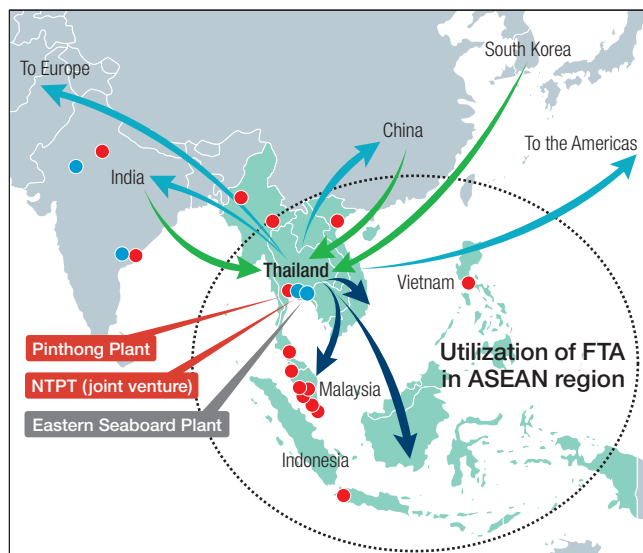 South Korea
To Europe
China
To the Americas
India
Thailand
Vietnam
Pinthong Plant
Utilization of FTA
in ASEAN region
NTPT (joint venture)
Malaysia
Eastern Seaboard Plant
Indonesia